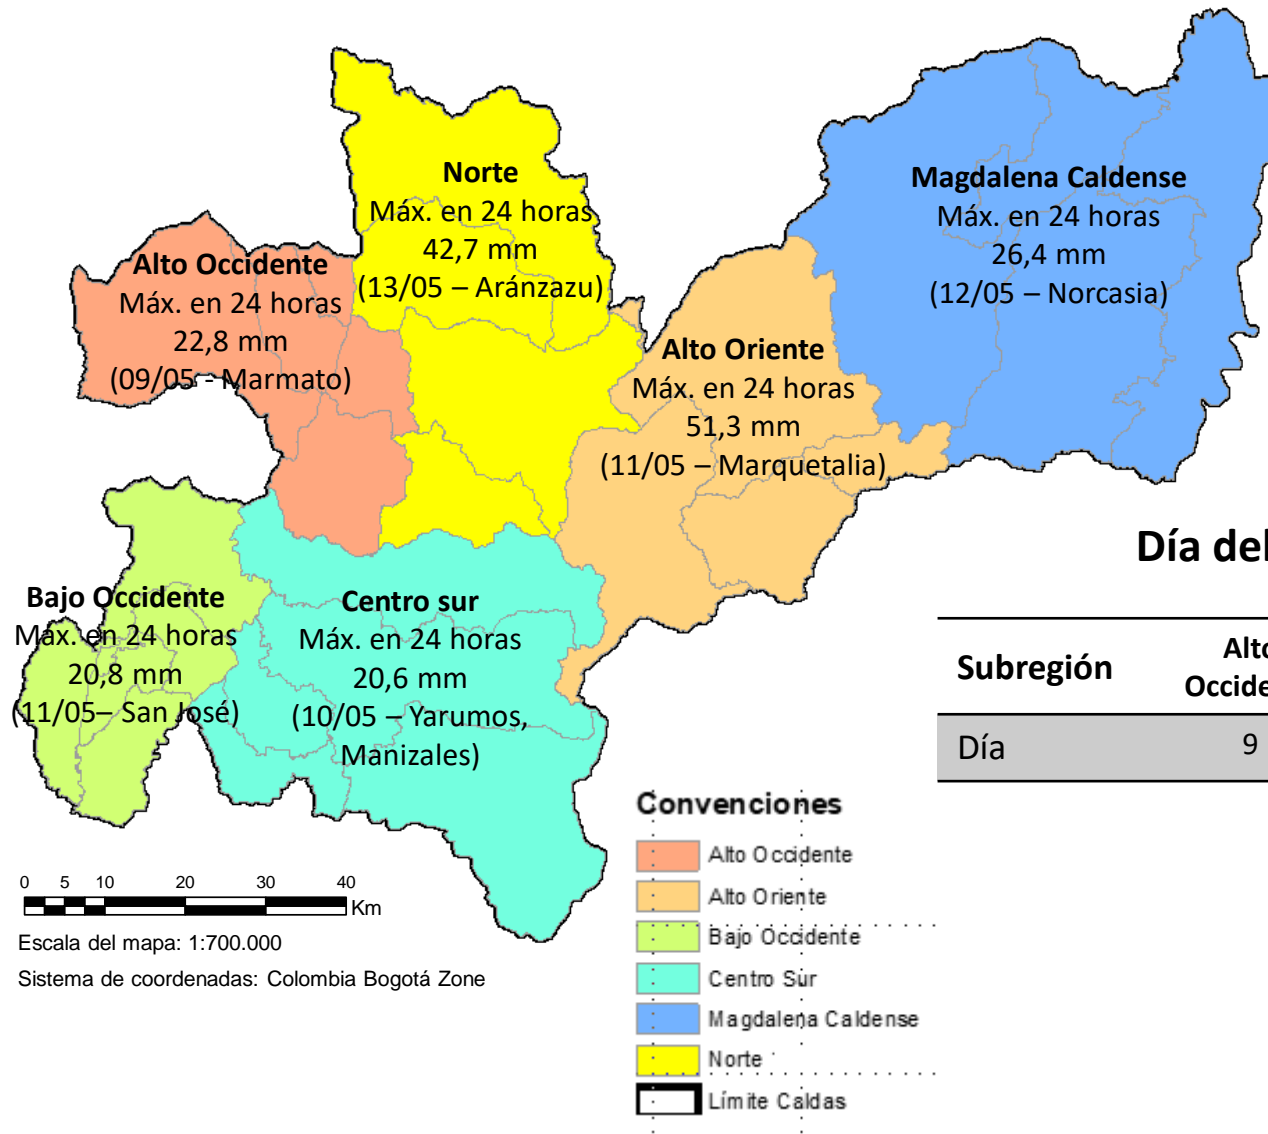 Norte
Máx. en 24 horas
42,7 mm
(13/05 – Aránzazu)
Magdalena Caldense
Máx. en 24 horas
26,4 mm
(12/05 – Norcasia)
Alto Occidente
Máx. en 24 horas
22,8 mm
(09/05 - Marmato)
Alto Oriente
Máx. en 24 horas
51,3 mm
(11/05 – Marquetalia)
Bajo Occidente
Máx. en 24 horas
20,8 mm
(11/05– San José)
Centro sur
Máx. en 24 horas
20,6 mm
(10/05 – Yarumos,
Manizales)
Día del
Subregión
Alto
Occide
Día 9
Convenciones
Alto Occidente
Alto Oriente
Bajo Occidente
Centro Sur
Magdalena Caldense
Norte
Límite Caldas
0 5 10 20 30 40
Km
Escala del mapa: 1:700.000
Sistema de coordenadas: Colombia Bogotá Zone